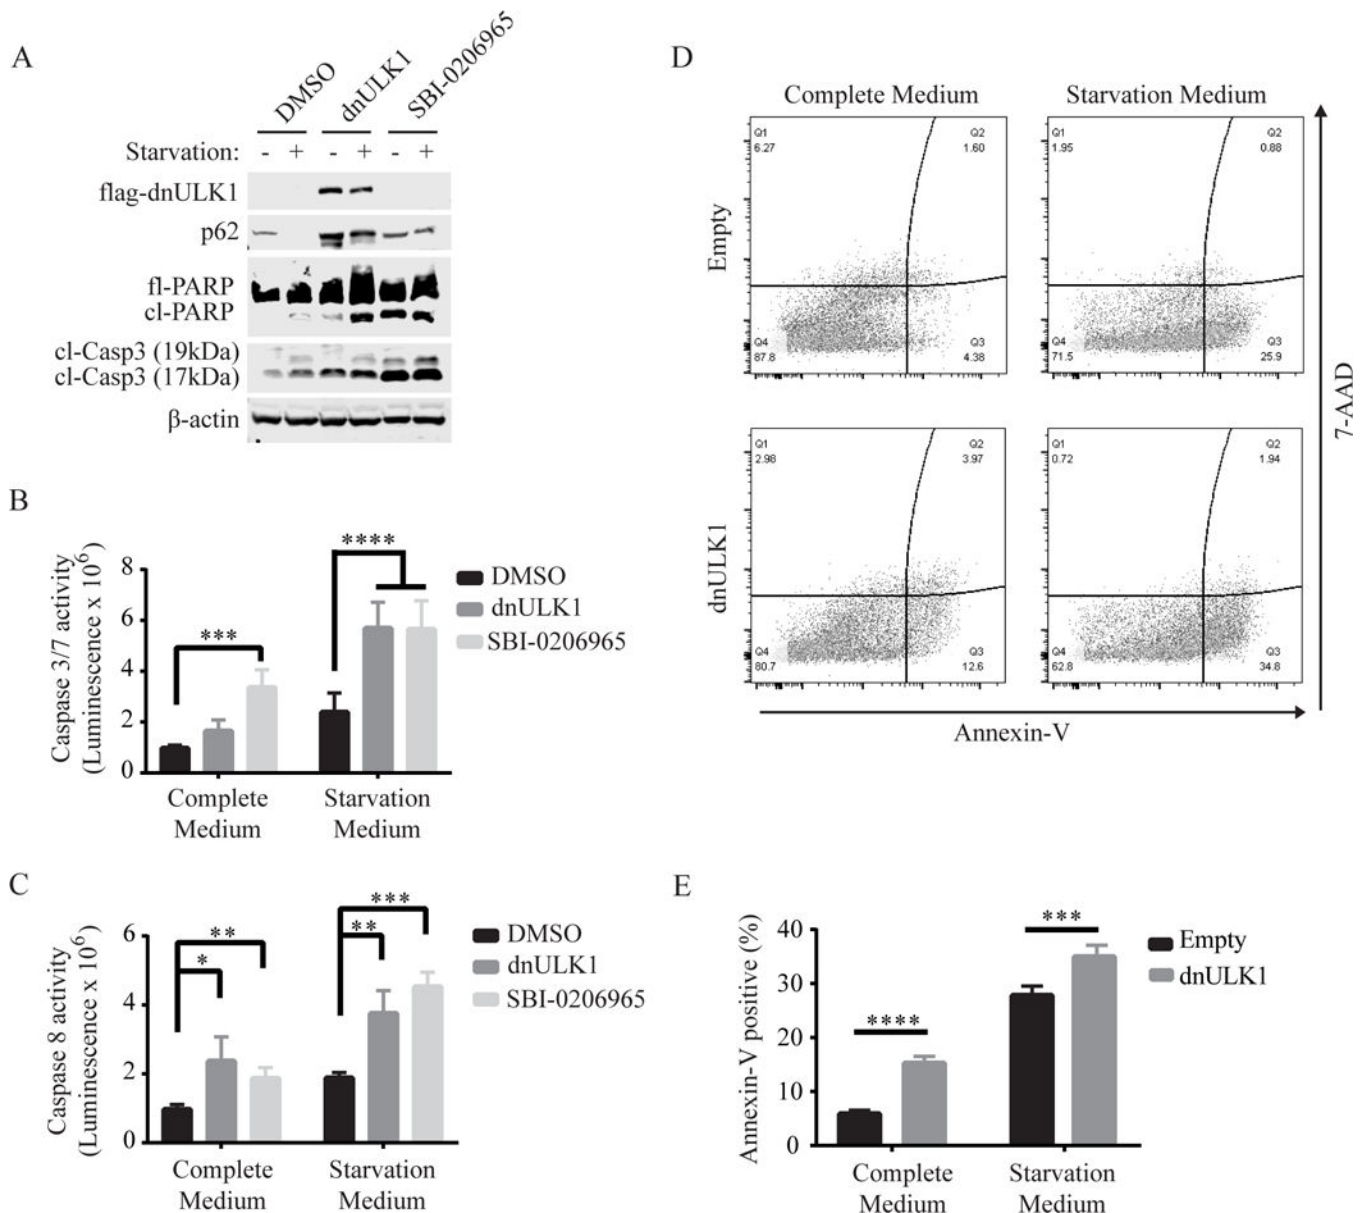 A
DMSO
dnULK1
SBI-0206965
Starvation: - + - + - +
flag-dnULK1
p62
fl-PARP
cl-PARP
cl-Casp3 (19kDa)
cl-Casp3 (17kDa)
β-actin
B
Caspase 3/7 activity
(Luminescence x 10^6)
8
6
4
2
0
***
****
DMSO
dnULK1
SBI-0206965
Complete
Medium
Starvation
Medium
C
Caspase 8 activity
(Luminescence x 10^6)
6
4
2
0
**
*
***
**
DMSO
dnULK1
SBI-0206965
Complete
Medium
Starvation
Medium
D
Complete Medium
Starvation Medium
Empty
Q1
6.27
Q2
1.60
Q4
87.8
Q3
4.38
Q1
1.95
Q2
0.88
Q4
71.5
Q3
25.9
dnULK1
Q1
2.98
Q2
3.97
Q4
80.7
Q3
12.6
Q1
0.72
Q2
1.94
Q4
62.8
Q3
34.8
7-AAD
Annexin-V
E
Annexin-V positive (%)
40
30
20
10
0
****
***
Empty
dnULK1
Complete
Medium
Starvation
Medium